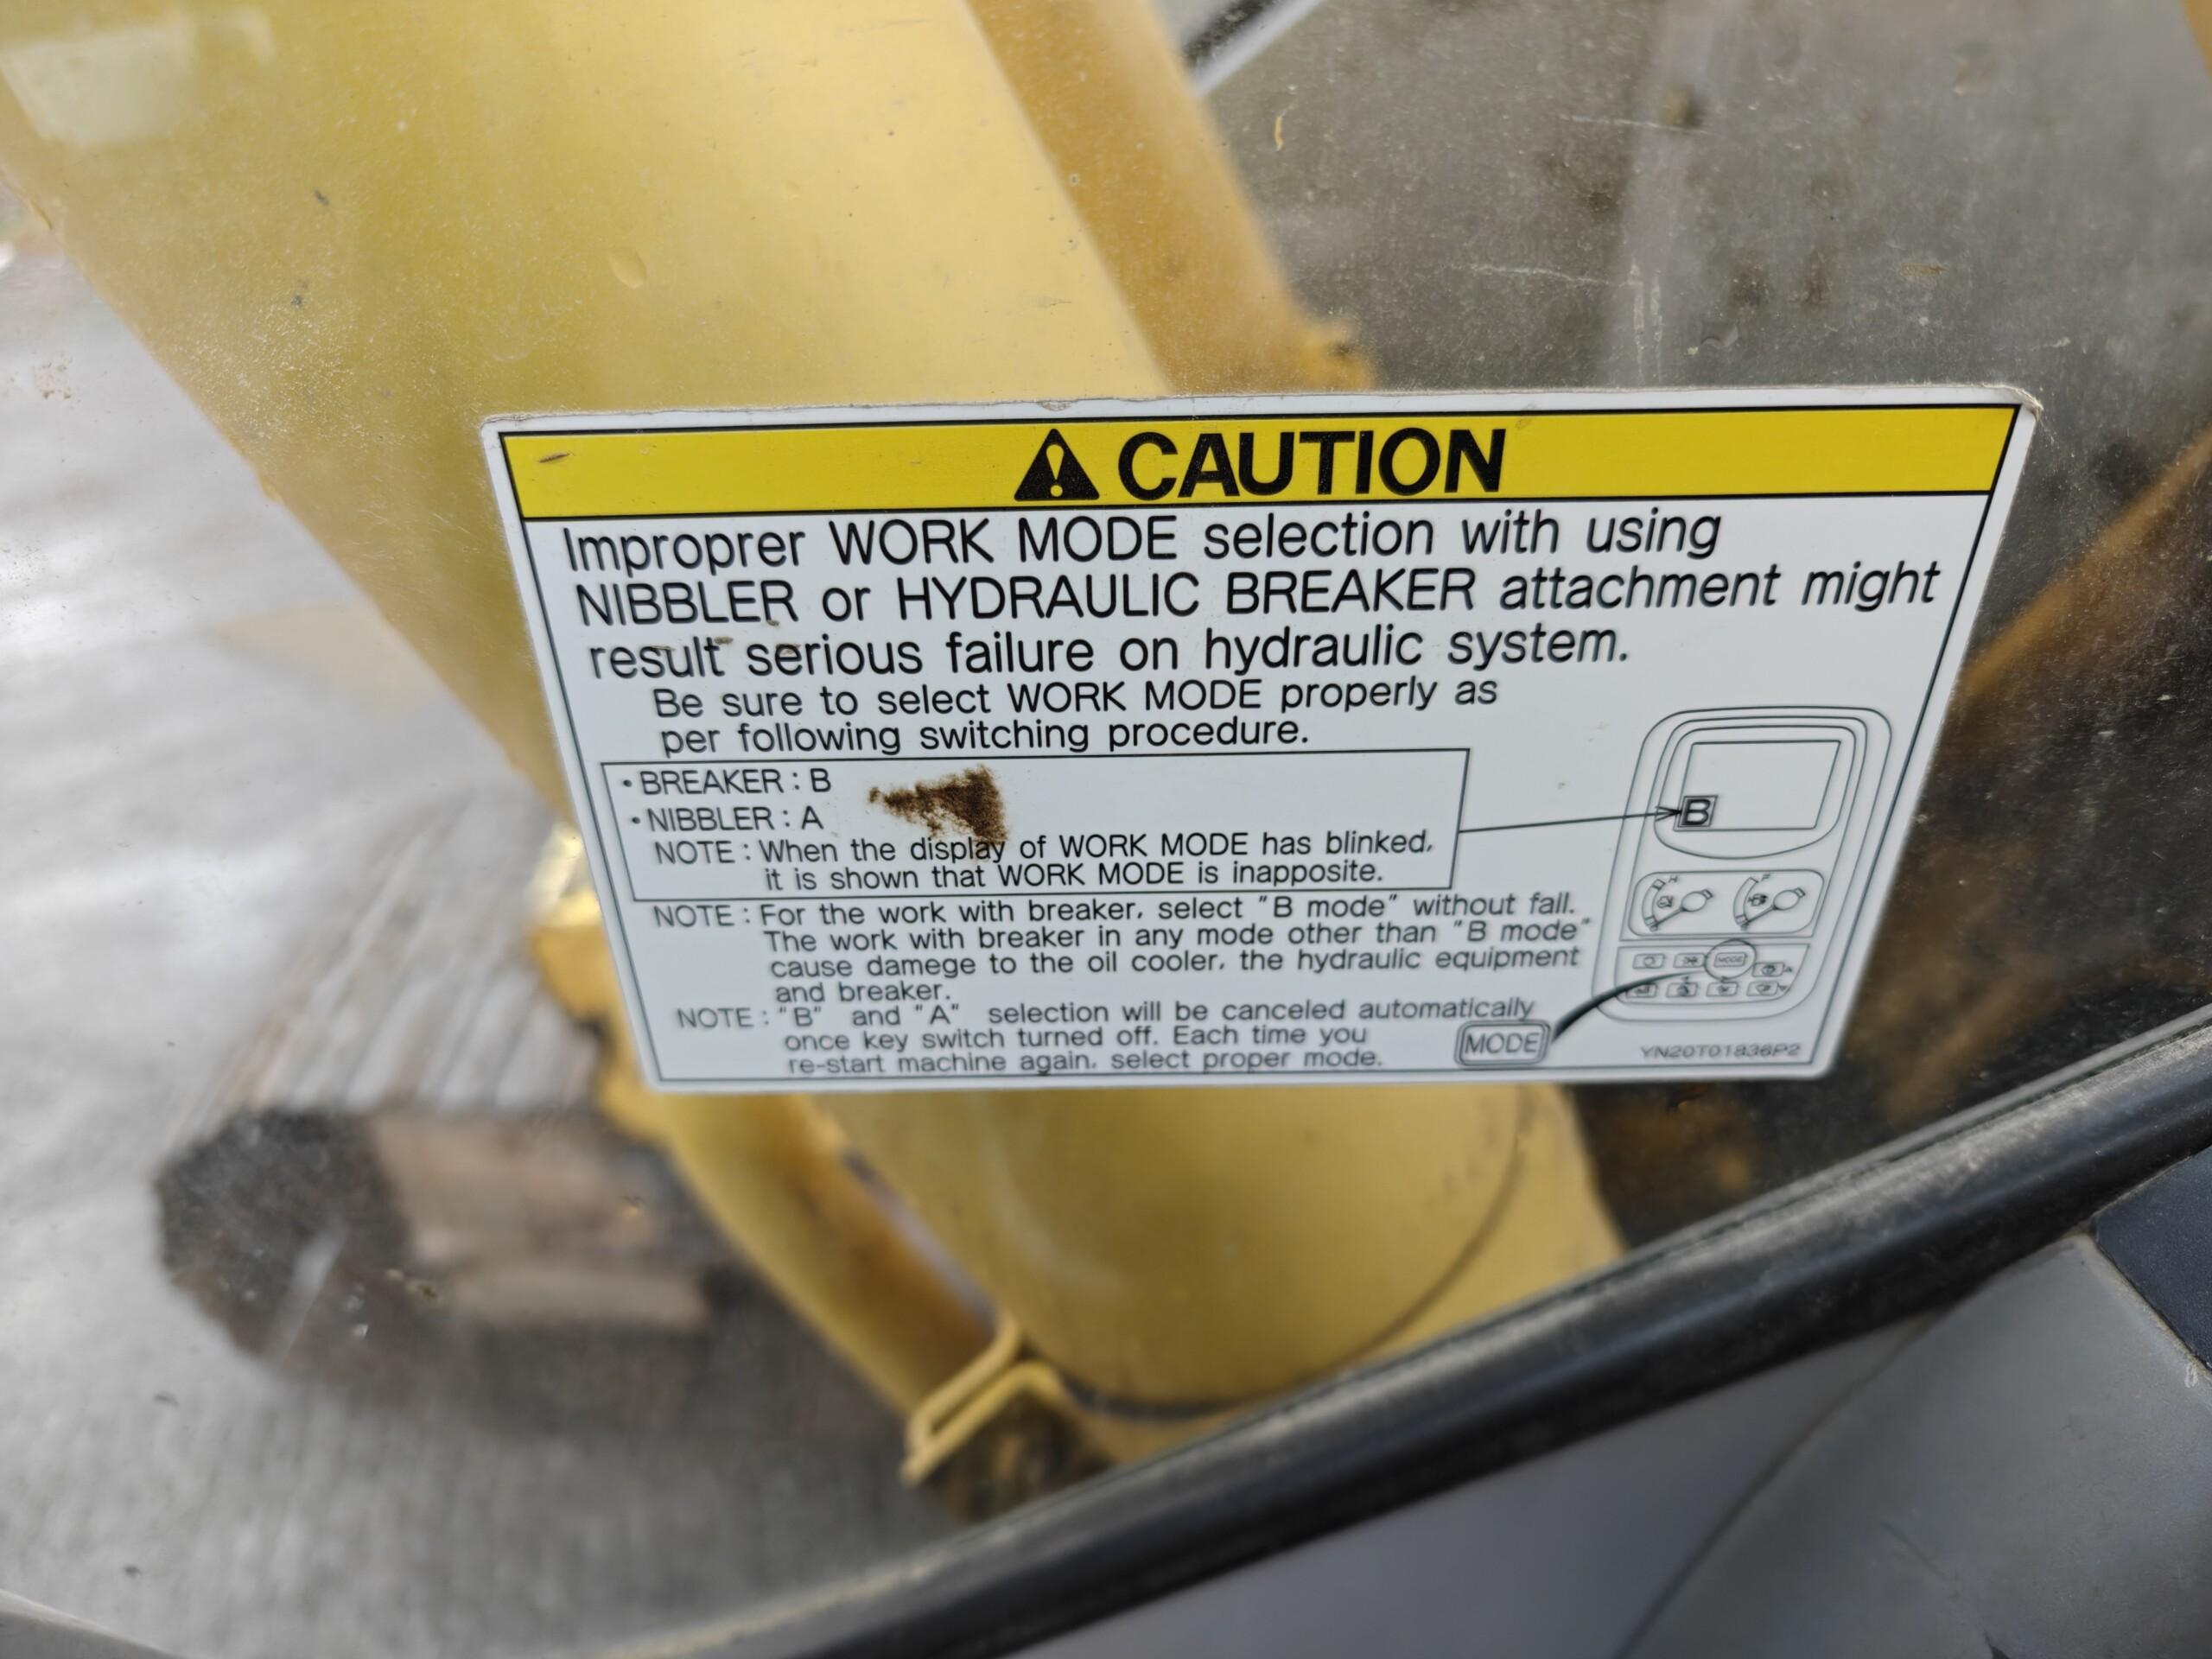 CAUTION
Improprer WORK MODE selection with using
NIBBLER or HYDRAULIC BREAKER attachment might
result serious failure on hydraulic system.
Be sure to select WORK MODE properly as
per following switching procedure.
・BREAKER : B
・NIBBLER : A
NOTE : When the display of WORK MODE has blinked,
it is shown that WORK MODE is inapposite.
B
NOTE : For the work with breaker, select "B mode" without fail.
The work with breaker in any mode other than "B mode"
cause damege to the oil cooler, the hydraulic equipment
and breaker.
NOTE : "B" and "A" selection will be canceled automatically
once key switch turned off. Each time you
re-start machine again, select proper mode.
MODE
MODE
YN20T01836P2